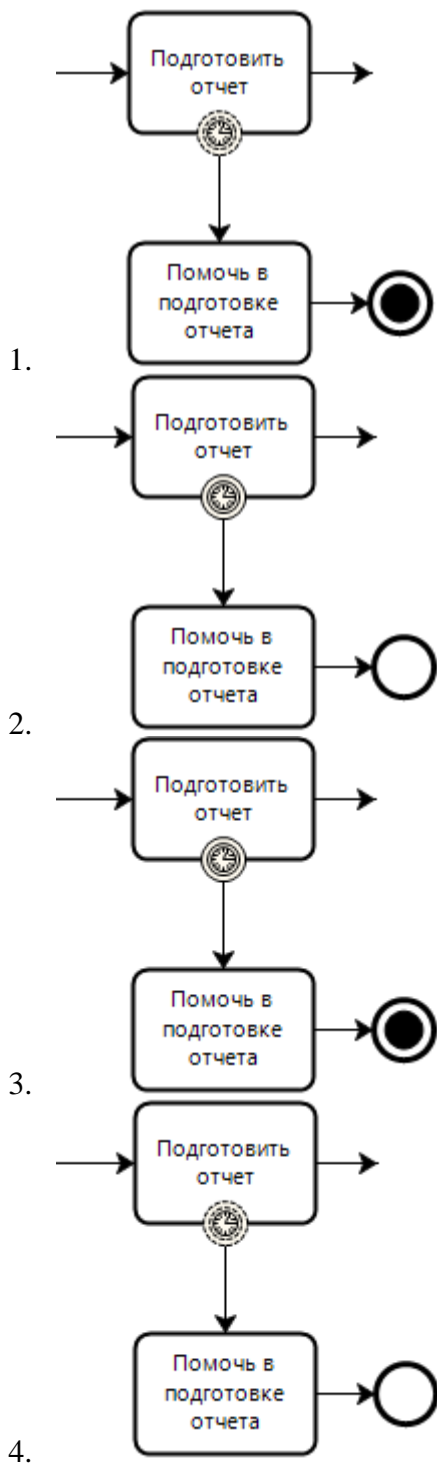 Подготовить
отчет
Помочь в
подготовке
отчета
1.
Подготовить
отчет
Помочь в
подготовке
отчета
2.
Подготовить
отчет
Помочь в
подготовке
отчета
3.
Подготовить
отчет
Помочь в
подготовке
отчета
4.